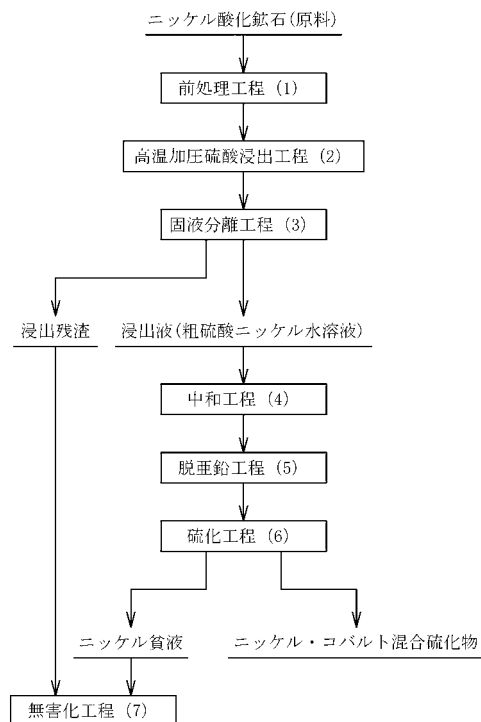 ニッケル酸化鉱石(原料)
前処理工程 (1)
高温加圧硫酸浸出工程 (2)
固液分離工程 (3)
浸出残渣
浸出液(粗硫酸ニッケル水溶液)
中和工程 (4)
脱亜鉛工程 (5)
硫化工程 (6)
ニッケル貧液
ニッケル・コバルト混合硫化物
無害化工程 (7)